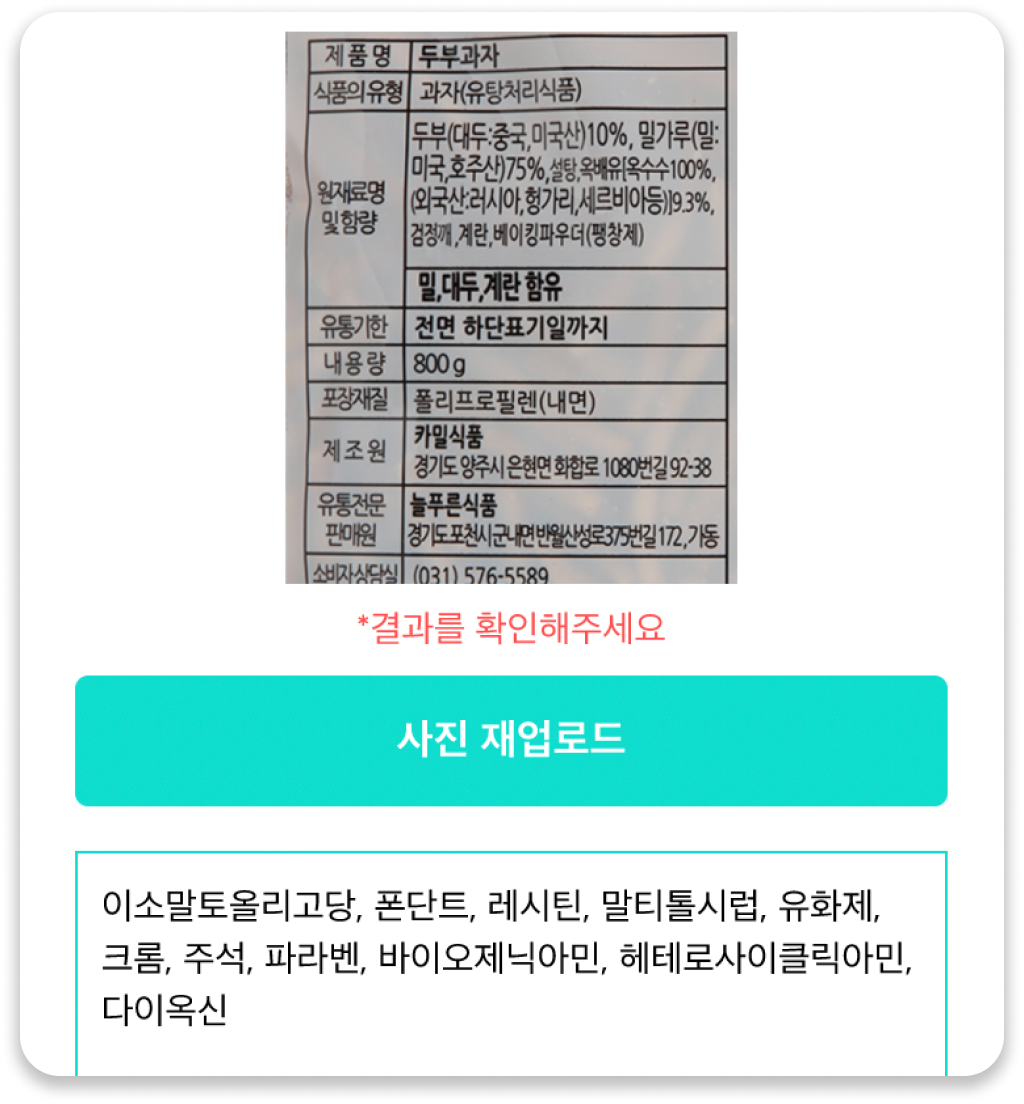 제품명 두부과자
식품의유형 과자(유탕처리식품)
원재료명 및함량
두부(대두:중국,미국산)10%, 밀가루(밀:
미국,호주산)75%,설탕,옥배유[옥수수100%,
(외국산:러시아,헝가리,세르비아등)]9.3%,
검정깨,계란,베이킹파우더(팽창제)
밀,대두,계란 함유
유통기한 전면 하단표기일까지
내용량 800g
포장재질 폴리프로필렌(내면)
제조원 카밀식품
경기도 양주시 은현면 화합로 1080번길 92-38
유통전문 판매원
늘푸른식품
경기도 포천시 군내면 반월산성로375번길 172,가동
소비자상담실 (031) 576-5589
*결과를 확인해주세요
사진 재업로드
이소말토올리고당, 폰단트, 레시틴, 말티톨시럽, 유화제,
크롬, 주석, 파라벤, 바이오제닉아민, 헤테로사이클릭아민,
다이옥신